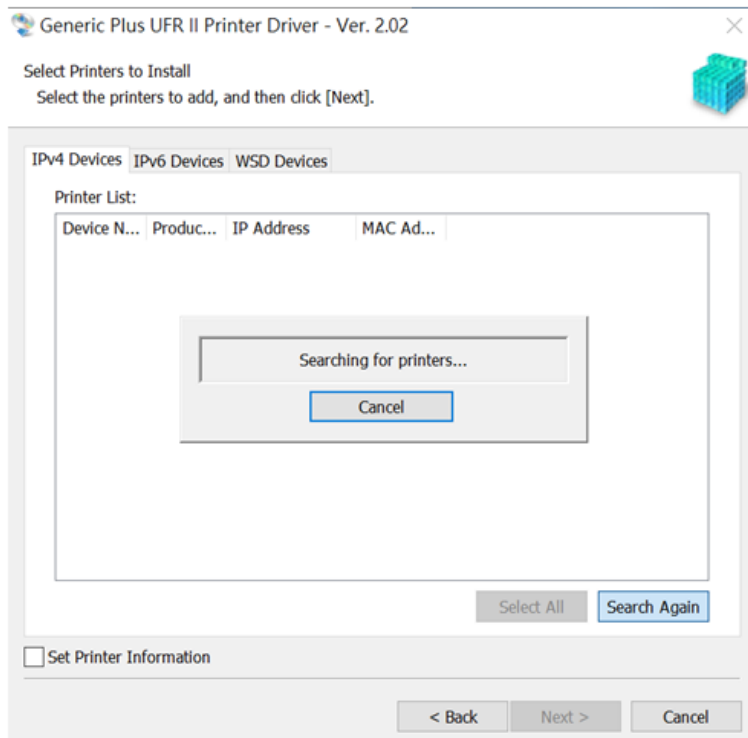 Generic Plus UFR II Printer Driver - Ver. 2.02
Select Printers to Install
Select the printers to add, and then click [Next].
IPv4 Devices IPv6 Devices WSD Devices
Printer List:
Device N... Produc... IP Address MAC Ad...
Searching for printers...
Cancel
Select All Search Again
Set Printer Information
< Back Next > Cancel